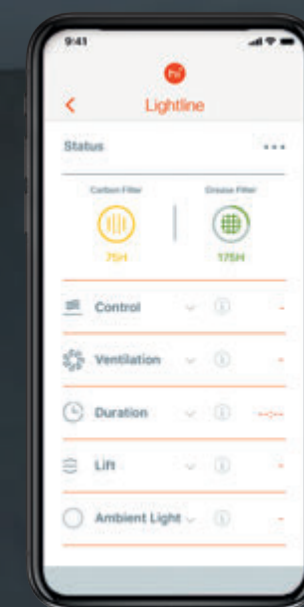 9:41
Lightline
Status
Carbon Filter Grease Filter
75H 175H
Control -
Ventilation -
Duration --:--
Lift -
Ambient Light -